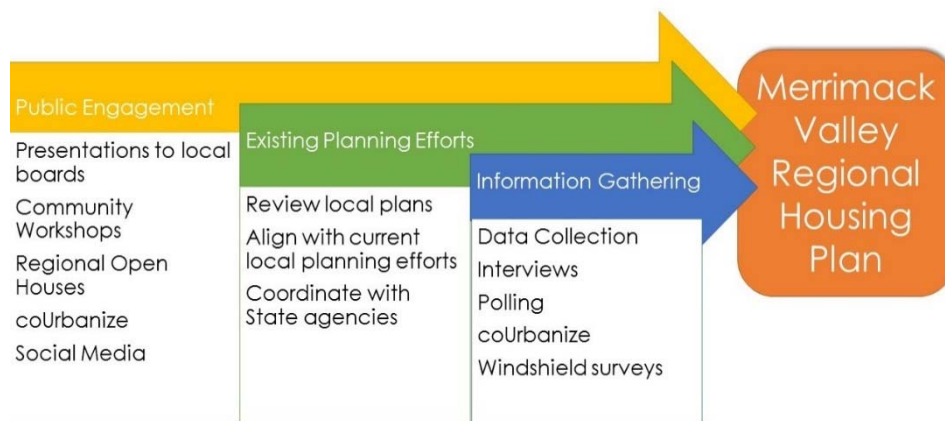 Public Engagement
Presentations to local
boards
Community
Workshops
Regional Open
Houses
coUrbanize
Social Media
Existing Planning Efforts
Review local plans
Align with current
local planning efforts
Coordinate with
State agencies
Information Gathering
Data Collection
Interviews
Polling
coUrbanize
Windshield surveys
Merrimack
Valley
Regional
Housing
Plan